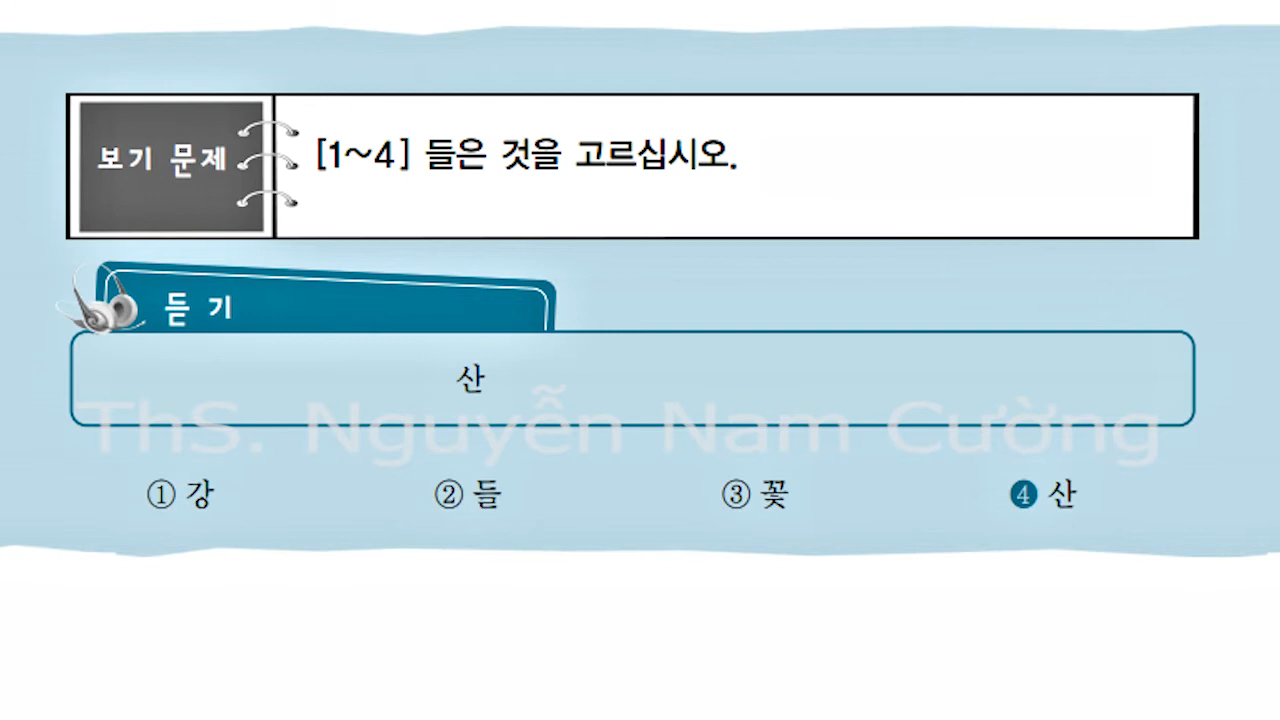 보기 문제
[1~4] 들은 것을 고르십시오.
듣 기
산
ThS. Nguyễn Nam Cường
① 강 ② 들 ③ 꽃 ❹ 산